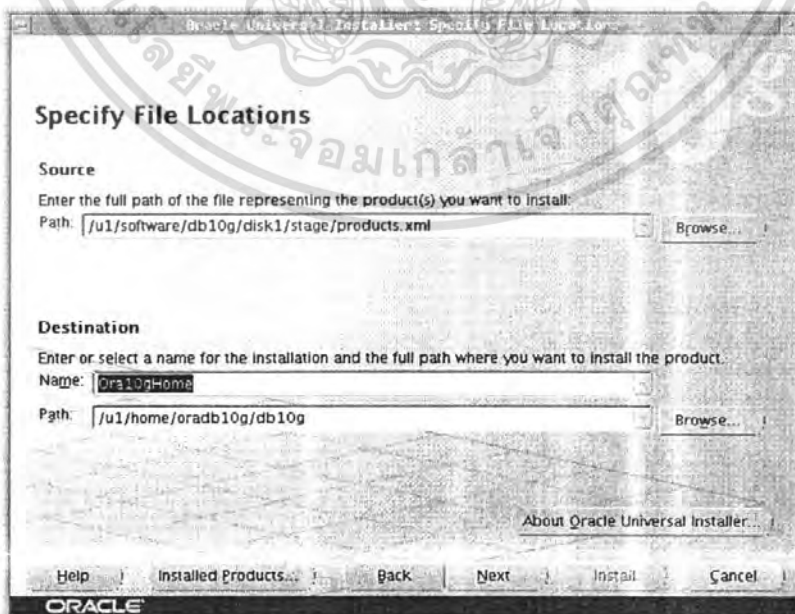 Oracle Universal Installer: Specify File Locations
Specify File Locations
Source
Enter the full path of the file representing the product(s) you want to install:
Path: /u1/software/db10g/disk1/stage/products.xml Browse...
Destination
Enter or select a name for the installation and the full path where you want to install the product.
Name: Ora10gHome
Path: /u1/home/oradb10g/db10g Browse...
About Oracle Universal Installer...
Help Installed Products... Back Next Install Cancel
ORACLE